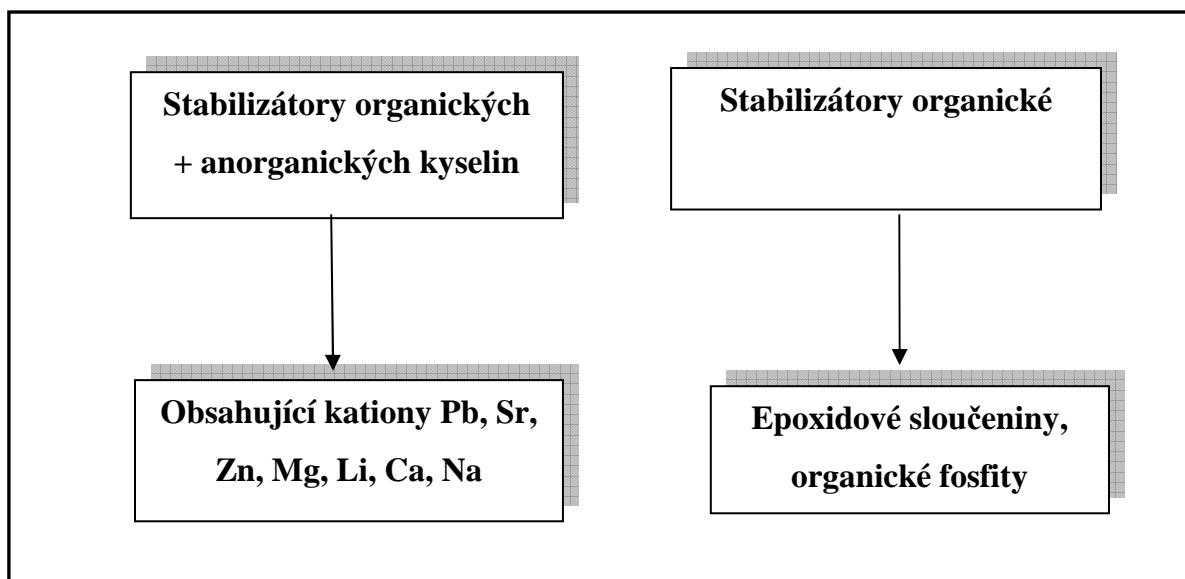 Stabilizátory organických
+ anorganických kyselin
Stabilizátory organické
Obsahující kationy Pb, Sr,
Zn, Mg, Li, Ca, Na
Epoxidové sloučeniny,
organické fosfity